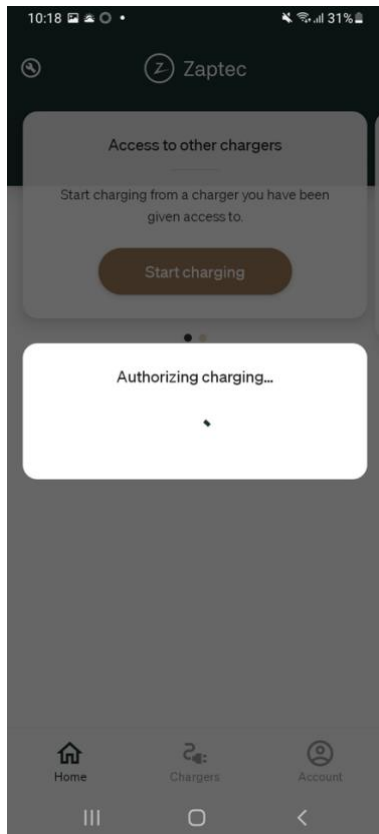 10:18 31%
Zaptec
Access to other chargers
Start charging from a charger you have been
given access to.
Start charging
Authorizing charging...
Home Chargers Account